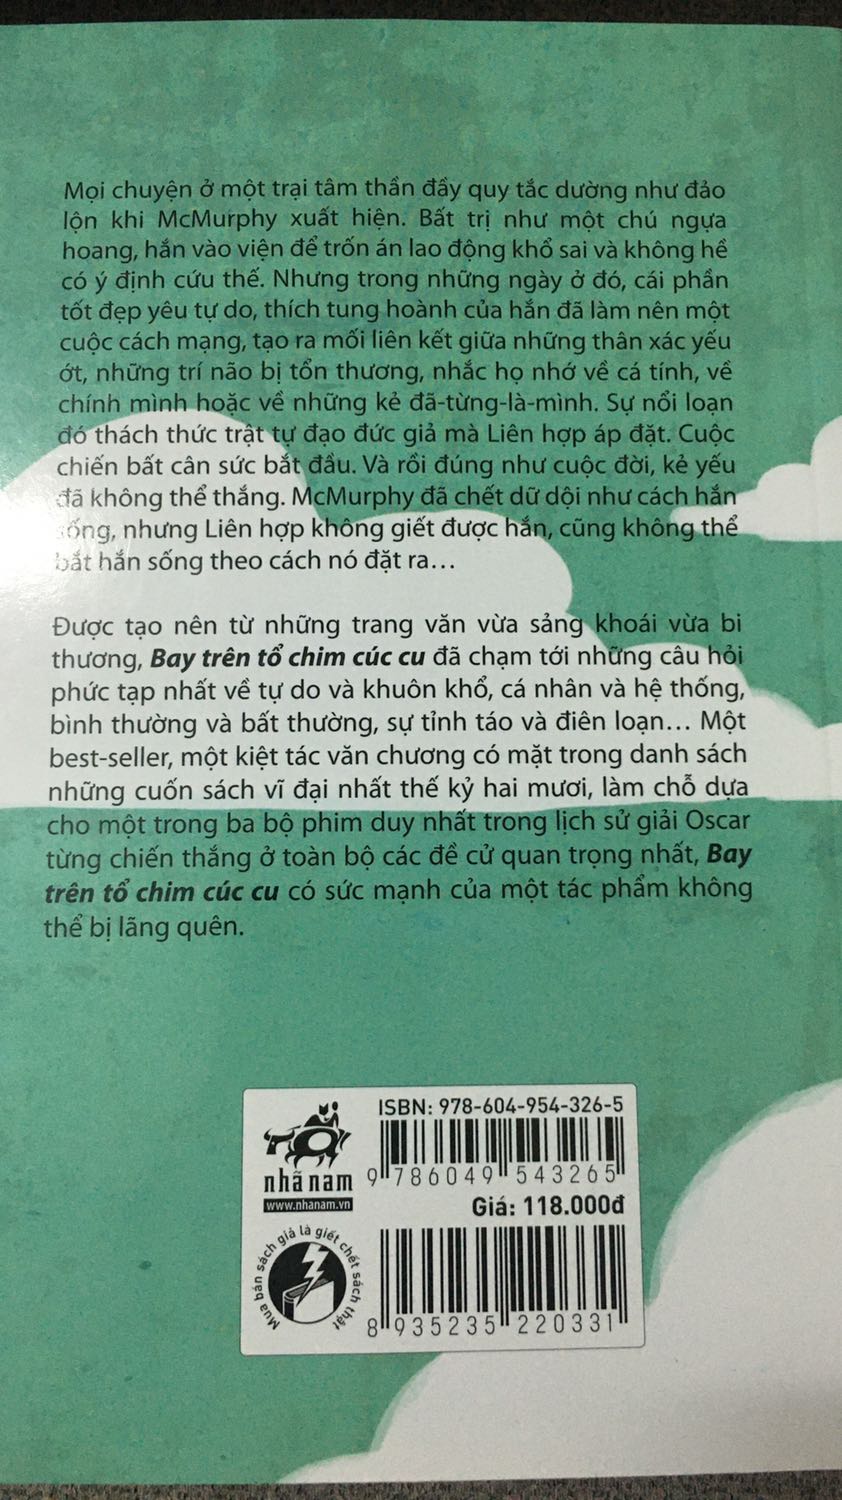 Mọi chuyện ở một trại tâm thần đầy quy tắc dường như đảo
lộn khi McMurphy xuất hiện. Bất trị như một chú ngựa
hoang, hắn vào viện để trốn án lao động khổ sai và không hề
có ý định cứu thế. Nhưng trong những ngày ở đó, cái phần
tốt đẹp yêu tự do, thích tung hoành của hắn đã làm nên một
cuộc cách mạng, tạo ra mối liên kết giữa những thân xác yếu
ớt, những trí não bị tổn thương, nhắc họ nhớ về cá tính, về
chính mình hoặc về những kẻ đã-từng-là-mình. Sự nổi loạn
đó thách thức trật tự đạo đức giả mà Liên hợp áp đặt. Cuộc
chiến bất cân sức bắt đầu. Và rồi đúng như cuộc đời, kẻ yếu
đã không thể thắng. McMurphy đã chết dữ dội như cách hắn
sống, nhưng Liên hợp không giết được hắn, cũng không thể
bắt hắn sống theo cách nó đặt ra...
Được tạo nên từ những trang văn vừa sảng khoái vừa bi
thương, Bay trên tổ chim cúc cu đã chạm tới những câu hỏi
phức tạp nhất về tự do và khuôn khổ, cá nhân và hệ thống,
bình thường và bất thường, sự tỉnh táo và điên loạn... Một
best-seller, một kiệt tác văn chương có mặt trong danh sách
những cuốn sách vĩ đại nhất thế kỷ hai mươi, làm chỗ dựa
cho một trong ba bộ phim duy nhất trong lịch sử giải Oscar
từng chiến thắng ở toàn bộ các đề cử quan trọng nhất, Bay
trên tổ chim cúc cu có sức mạnh của một tác phẩm không
thể bị lãng quên.
ISBN: 978-604-954-326-5
9 786049 543265
nhã nam
www.nhanam.vn
Giá: 118.000đ
Mua bán sách giả là giết chết sách thật
8 935235 220331